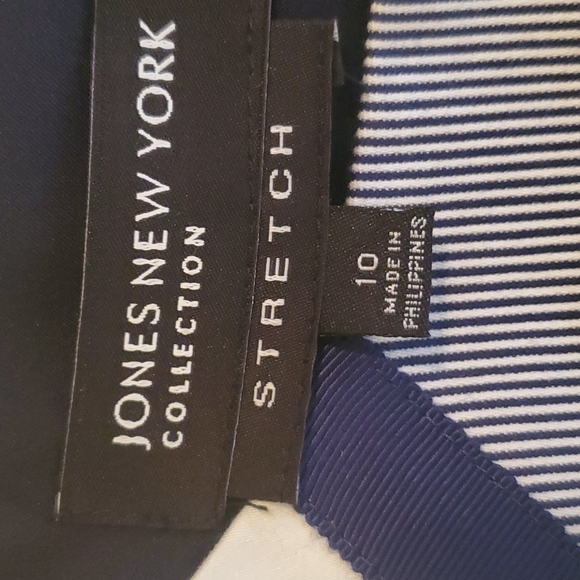 JONES NEW YORK
COLLECTION
STRETCH
10
MADE IN
PHILIPPINES